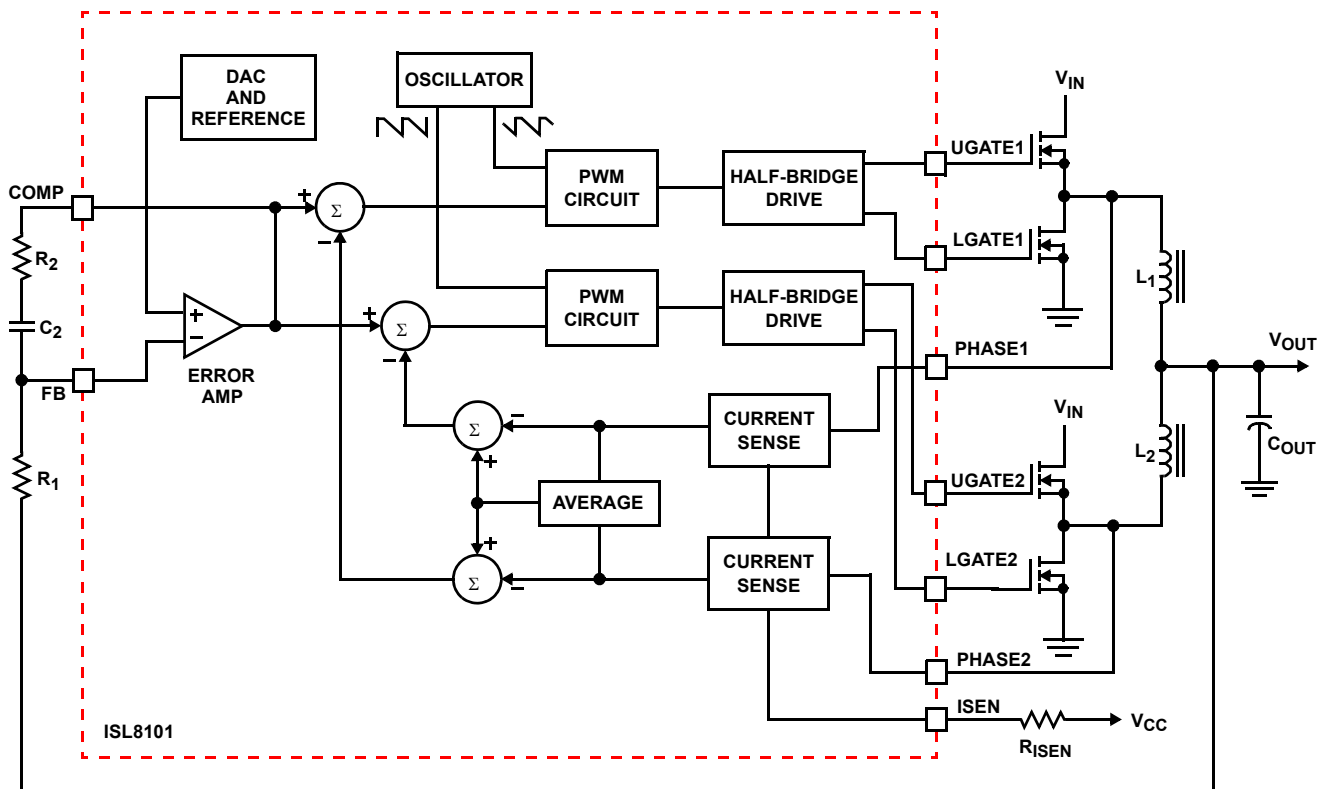 DAC
AND
REFERENCE
OSCILLATOR
VIN
COMP
UGATE1
+
Σ
−
PWM
CIRCUIT
HALF-BRIDGE
DRIVE
R2
LGATE1
L1
C2
+
−
ERROR
AMP
+
Σ
−
PWM
CIRCUIT
HALF-BRIDGE
DRIVE
FB
PHASE1
VOUT
R1
Σ
−
+
CURRENT
SENSE
VIN
L2
COUT
AVERAGE
UGATE2
+
Σ
−
CURRENT
SENSE
LGATE2
PHASE2
ISEN
RISEN
VCC
ISL8101